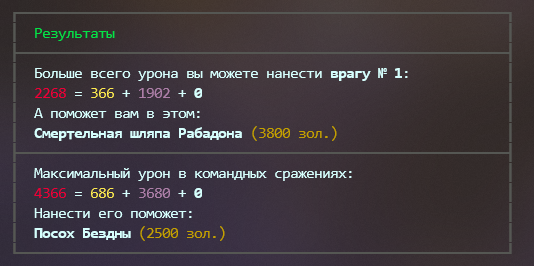 Результаты
Больше всего урона вы можете нанести врагу № 1:
2268 = 366 + 1902 + 0
А поможет вам в этом:
Смертельная шляпа Рабадона (3800 зол.)
Максимальный урон в командных сражениях:
4366 = 686 + 3680 + 0
Нанести его поможет:
Посох Бездны (2500 зол.)